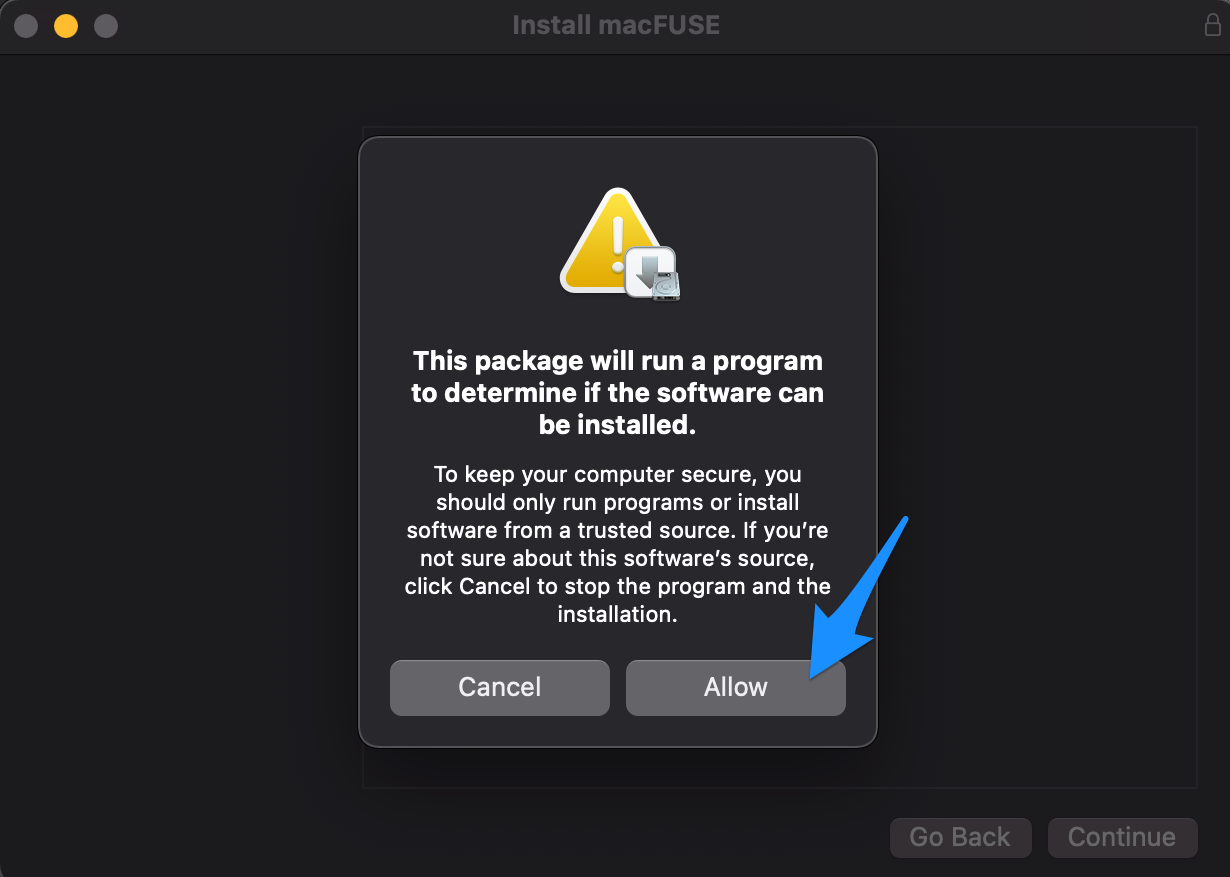 Install macFUSE
This package will run a program
to determine if the software can
be installed.
To keep your computer secure, you
should only run programs or install
software from a trusted source. If you’re
not sure about this software’s source,
click Cancel to stop the program and the
installation.
Cancel
Allow
Go Back
Continue